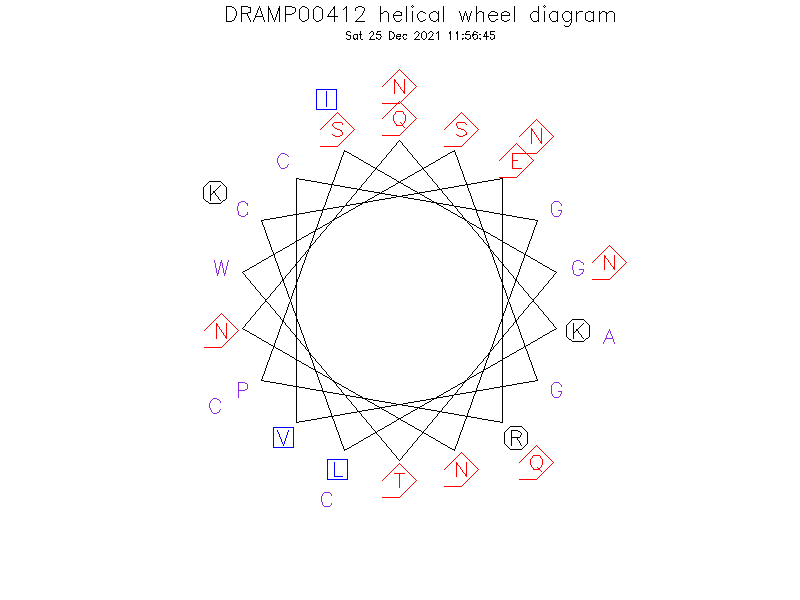 DRAMP00412 helical wheel diagram
Sat 25 Dec 2021 11:56:45
N
I
Q
S
S
N
C
E
K
C
G
W
G
N
N
K
A
P
G
C
V
R
L
T
N
Q
C